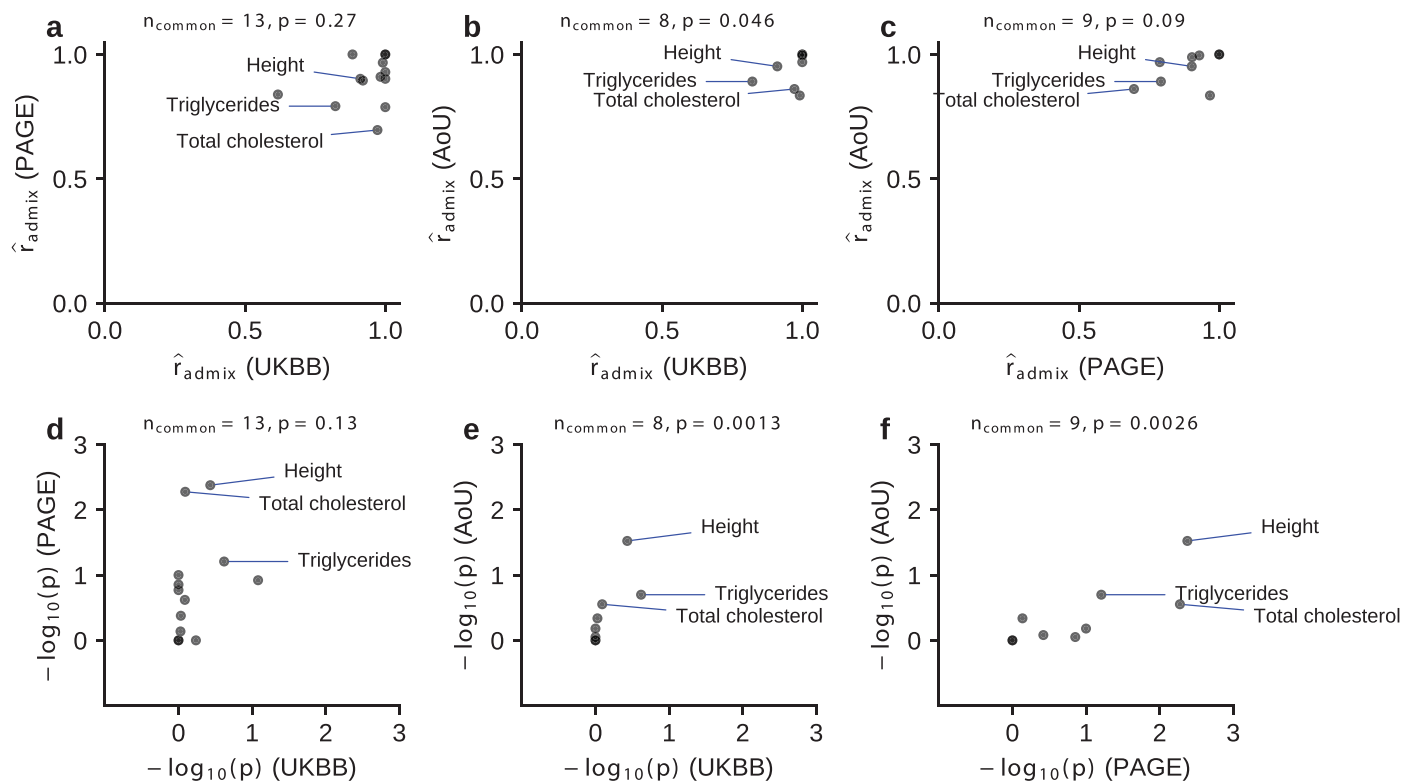 a
n_common = 13, p = 0.27
1.0
0.5
0.0
r̂_admix (PAGE)
Height
Triglycerides
Total cholesterol
0.0 0.5 1.0
r̂_admix (UKBB)
b
n_common = 8, p = 0.046
1.0
0.5
0.0
r̂_admix (AoU)
Height
Triglycerides
Total cholesterol
0.0 0.5 1.0
r̂_admix (UKBB)
c
n_common = 9, p = 0.09
1.0
0.5
0.0
r̂_admix (AoU)
Height
Triglycerides
Total cholesterol
0.0 0.5 1.0
r̂_admix (PAGE)
d
n_common = 13, p = 0.13
3
2
1
0
− log₁₀(p) (PAGE)
Height
Total cholesterol
Triglycerides
0 1 2 3
− log₁₀(p) (UKBB)
e
n_common = 8, p = 0.0013
3
2
1
0
− log₁₀(p) (AoU)
Height
Triglycerides
Total cholesterol
0 1 2 3
− log₁₀(p) (UKBB)
f
n_common = 9, p = 0.0026
3
2
1
0
− log₁₀(p) (AoU)
Height
Triglycerides
Total cholesterol
0 1 2 3
− log₁₀(p) (PAGE)